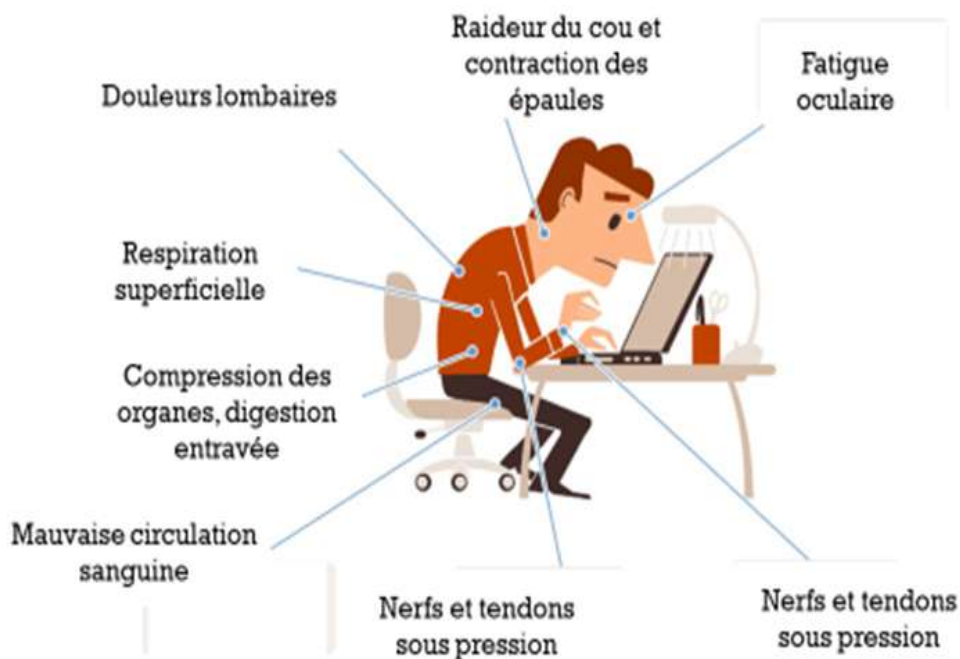 Raideur du cou et
contraction des
épaules
Fatigue
oculaire
Douleurs lombaires
Respiration
superficielle
Compression des
organes, digestion
entravée
Mauvaise circulation
sanguine
Nerfs et tendons
sous pression
Nerfs et tendons
sous pression